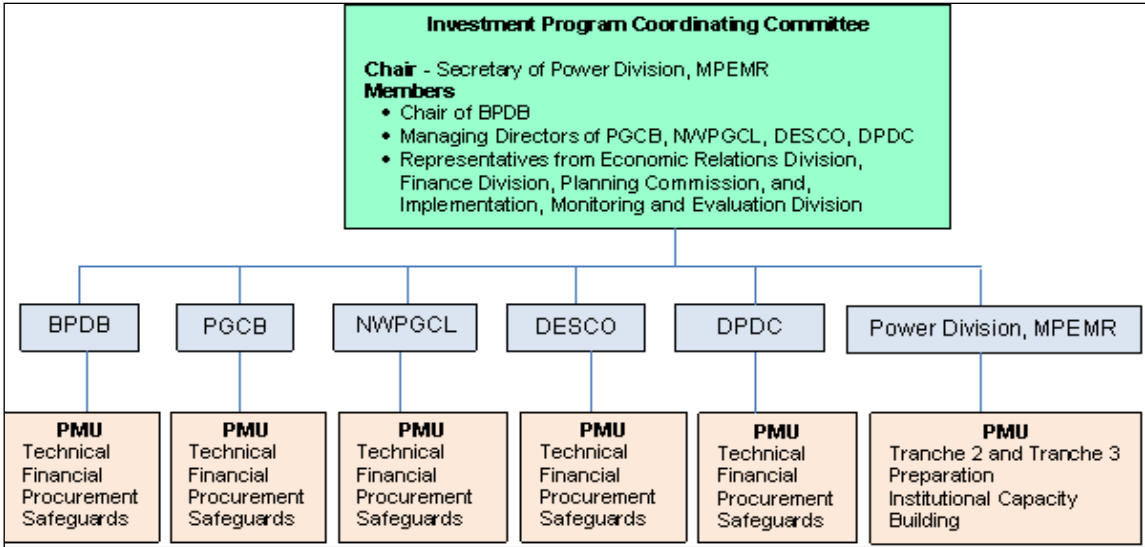 Investment Program Coordinating Committee
Chair - Secretary of Power Division, MPEMR
Members
• Chair of BPDB
• Managing Directors of PGCB, NWPGCL, DESCO, DPDC
• Representatives from Economic Relations Division,
Finance Division, Planning Commission, and,
Implementation, Monitoring and Evaluation Division
BPDB
PGCB
NWPGCL
DESCO
DPDC
Power Division, MPEMR
PMU
Technical
Financial
Procurement
Safeguards
PMU
Technical
Financial
Procurement
Safeguards
PMU
Technical
Financial
Procurement
Safeguards
PMU
Technical
Financial
Procurement
Safeguards
PMU
Technical
Financial
Procurement
Safeguards
PMU
Tranche 2 and Tranche 3
Preparation
Institutional Capacity
Building